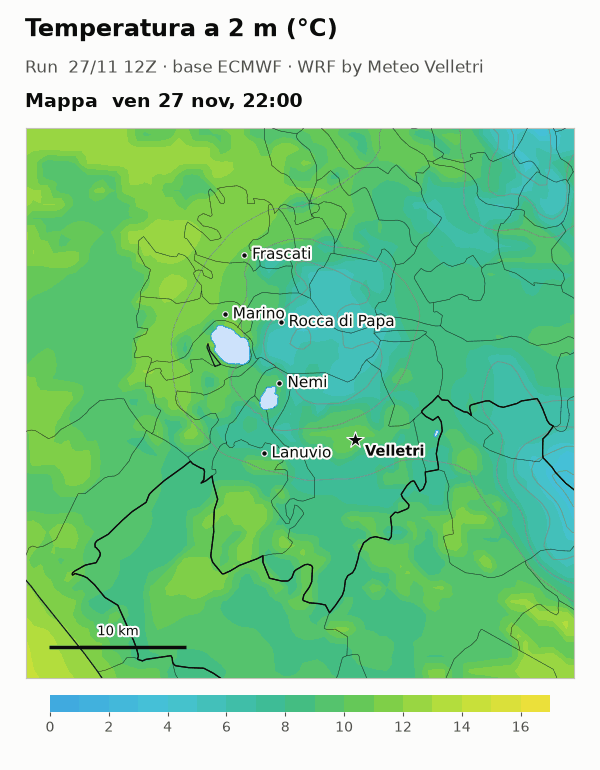 Temperatura a 2 m (°C)
Run  27/11 12Z · base ECMWF · WRF by Meteo Velletri
Mappa  ven 27 nov, 22:00
Frascati
Marino
Rocca di Papa
Nemi
Velletri
Lanuvio
10 km
0 2 4 6 8 10 12 14 16